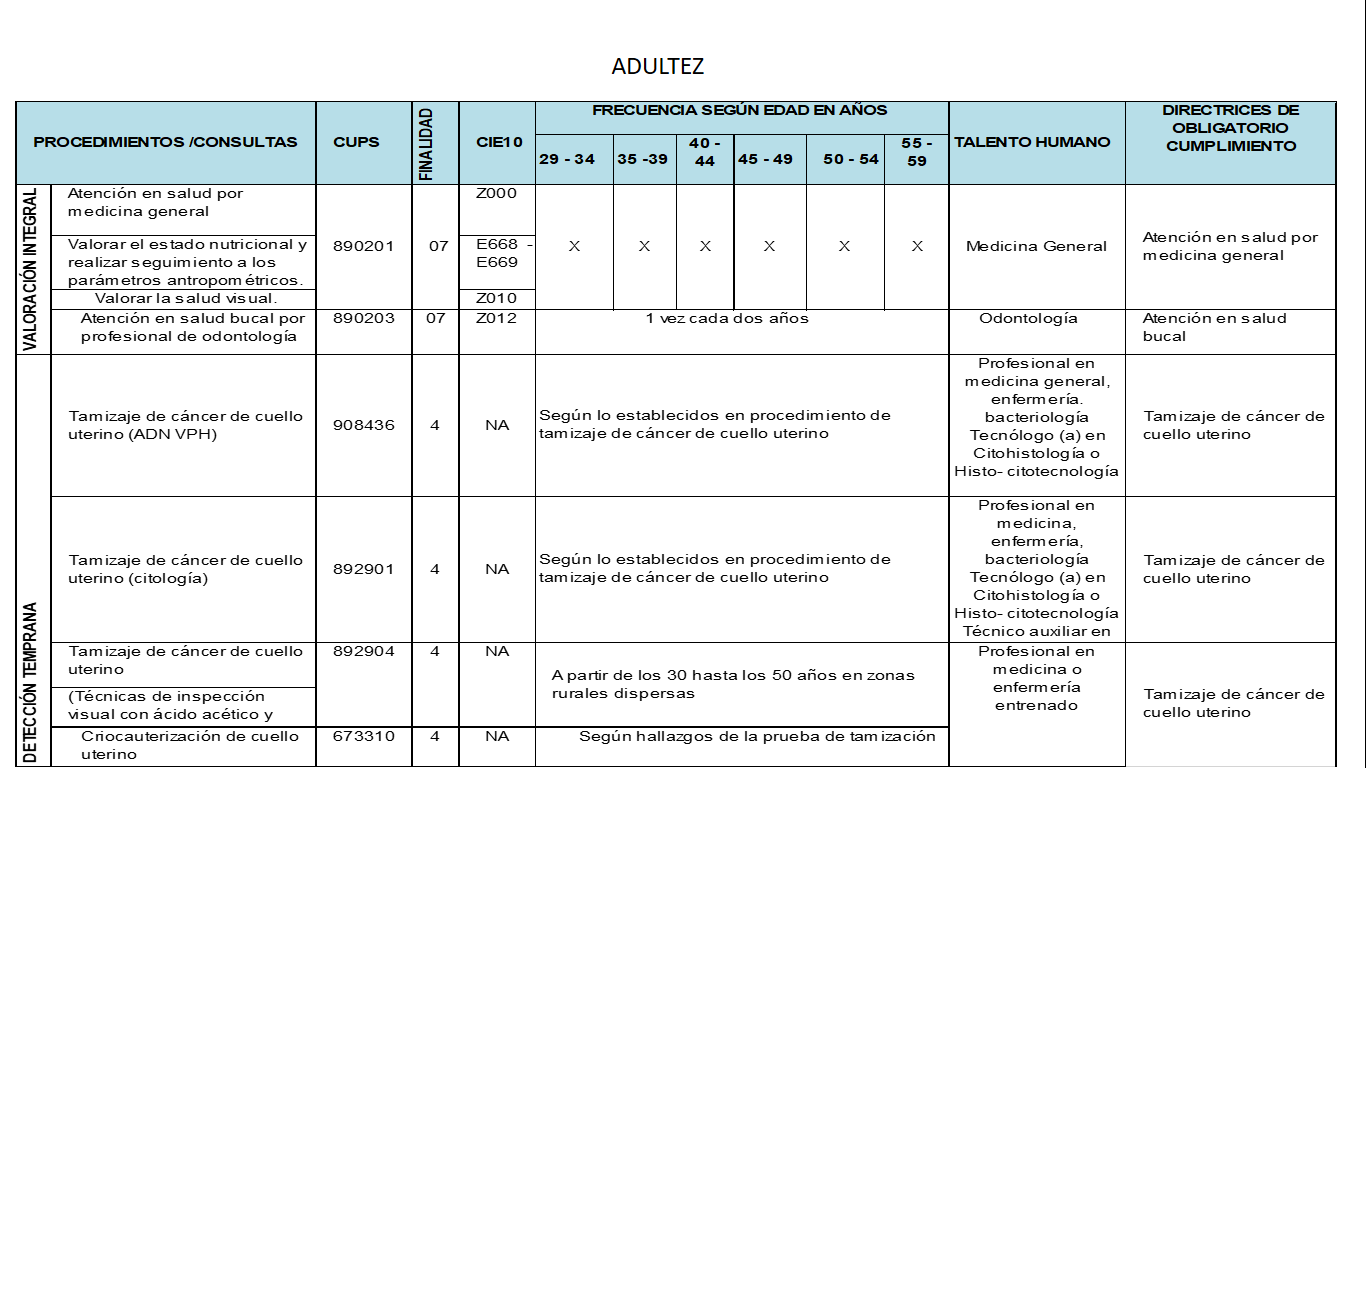 ADULTEZ
PROCEDIMIENTOS /CONSULTAS
CUPS
FINALIDAD
CIE10
FRECUENCIA SEGÚN EDAD EN AÑOS
29 - 34
35 -39
40 -
44
45 - 49
50 - 54
55 -
59
TALENTO HUMANO
DIRECTRICES DE
OBLIGATORIO
CUMPLIMIENTO
VALORACIÓN INTEGRAL
Atención en salud por
medicina general
Valorar el estado nutricional y
realizar seguimiento a los
parámetros antropométricos.
Valorar la salud visual.
890201
07
Z000
E668 -
E669
Z010
X
X
X
X
X
X
Medicina General
Atención en salud por
medicina general
Atención en salud bucal por
profesional de odontología
890203
07
Z012
1 vez cada dos años
Odontología
Atención en salud
bucal
DETECCIÓN TEMPRANA
Tamizaje de cáncer de cuello
uterino (ADN VPH)
908436
4
NA
Según lo establecidos en procedimiento de
tamizaje de cáncer de cuello uterino
Profesional en
medicina general,
enfermería.
bacteriología
Tecnólogo (a) en
Citohistología o
Histo- citotecnología
Tamizaje de cáncer de
cuello uterino
Tamizaje de cáncer de cuello
uterino (citología)
892901
4
NA
Según lo establecidos en procedimiento de
tamizaje de cáncer de cuello uterino
Profesional en
medicina,
enfermería,
bacteriología
Tecnólogo (a) en
Citohistología o
Histo- citotecnología
Técnico auxiliar en
Tamizaje de cáncer de
cuello uterino
Tamizaje de cáncer de cuello
uterino
(Técnicas de inspección
visual con ácido acético y
892904
4
NA
A partir de los 30 hasta los 50 años en zonas
rurales dispersas
Profesional en
medicina o
enfermería
entrenado
Tamizaje de cáncer de
cuello uterino
Criocauterización de cuello
uterino
673310
4
NA
Según hallazgos de la prueba de tamización